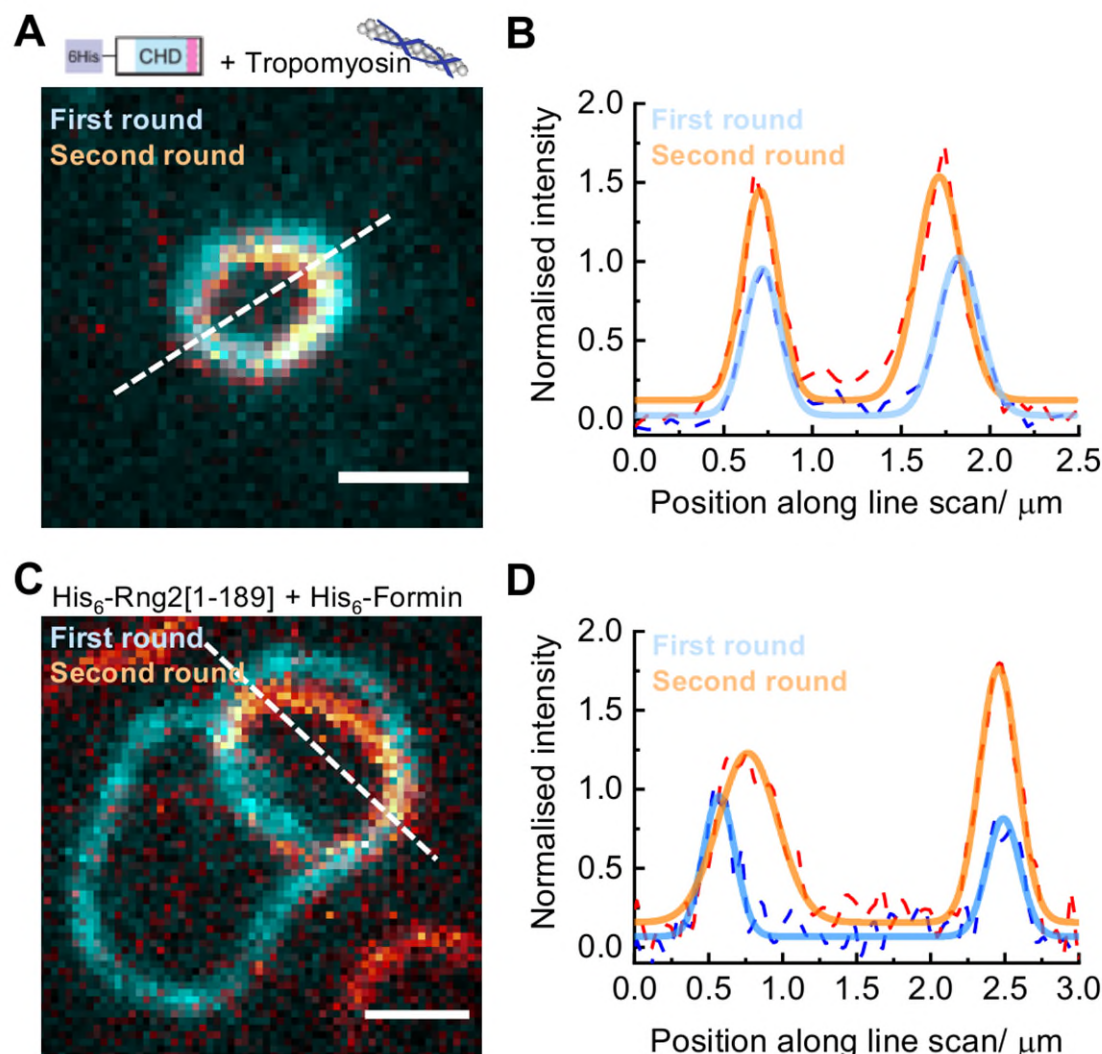 A
6His
CHD
+ Tropomyosin
First round
Second round
B
Normalised intensity
2.0
1.5
1.0
0.5
0.0
First round
Second round
0.0 0.5 1.0 1.5 2.0 2.5
Position along line scan/ μm
C
His6-Rng2[1-189] + His6-Formin
First round
Second round
D
Normalised intensity
2.0
1.5
1.0
0.5
0.0
First round
Second round
0.0 0.5 1.0 1.5 2.0 2.5 3.0
Position along line scan/ μm